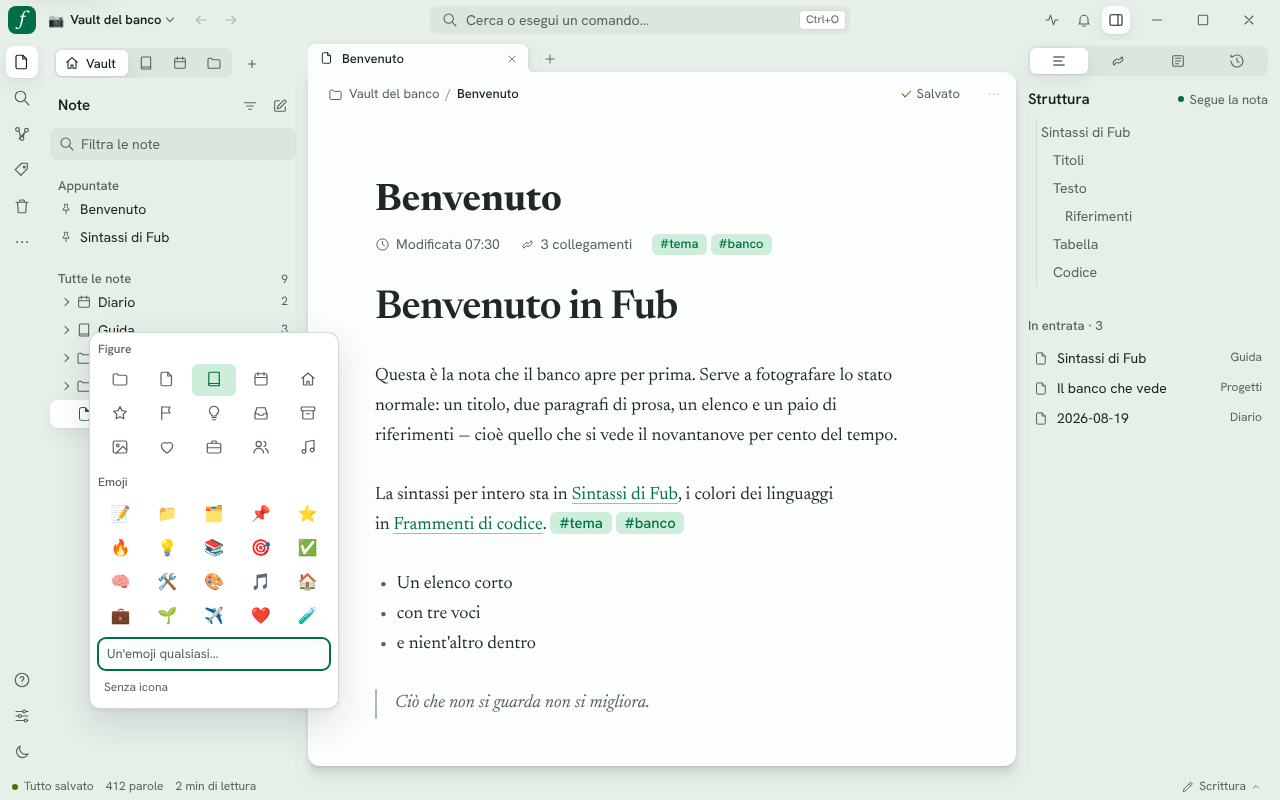 Vault del banco
Cerca o esegui un comando...
Ctrl+O
Vault
Note
Filtra le note
Appuntate
Benvenuto
Sintassi di Fub
Tutte le note 9
Diario 2
Guida 3
Figure
Emoji
Un'emoji qualsiasi...
Senza icona
Benvenuto
Vault del banco / Benvenuto
Salvato
Benvenuto
Modificata 07:30 3 collegamenti #tema #banco
Benvenuto in Fub
Questa è la nota che il banco apre per prima. Serve a fotografare lo stato
normale: un titolo, due paragrafi di prosa, un elenco e un paio di
riferimenti — cioè quello che si vede il novantanove per cento del tempo.
La sintassi per intero sta in Sintassi di Fub, i colori dei linguaggi
in Frammenti di codice. #tema #banco
• Un elenco corto
• con tre voci
• e nient'altro dentro
Ciò che non si guarda non si migliora.
Struttura
Segue la nota
Sintassi di Fub
Titoli
Testo
Riferimenti
Tabella
Codice
In entrata · 3
Sintassi di Fub Guida
Il banco che vede Progetti
2026-08-19 Diario
Tutto salvato 412 parole 2 min di lettura
Scrittura